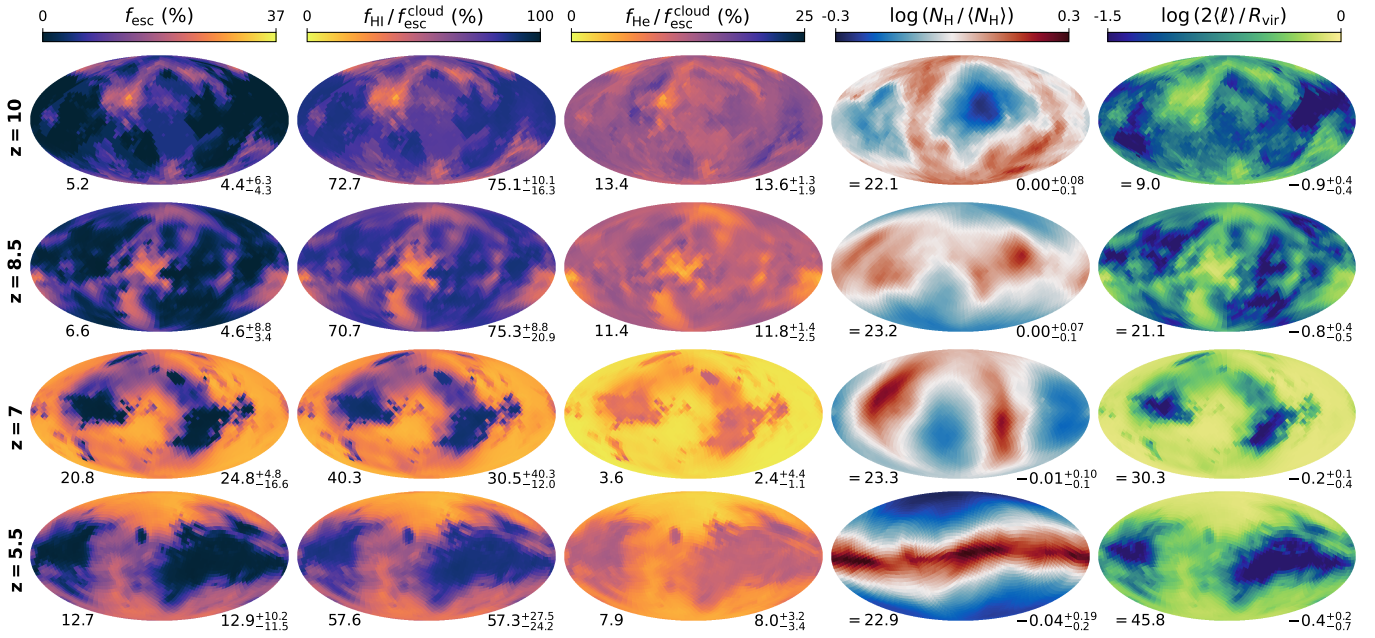 f_esc (%)
0 37
f_HI / f_esc^cloud (%)
0 100
f_He / f_esc^cloud (%)
0 25
log (N_H / ⟨N_H⟩)
-0.3 0.3
log (2⟨ℓ⟩ / R_vir)
-1.5 0
z = 10
5.2 4.4^{+6.3}_{−4.3} 72.7 75.1^{+10.1}_{−16.3} 13.4 13.6^{+1.3}_{−1.9} = 22.1 0.00^{+0.08}_{−0.1} = 9.0 −0.9^{+0.4}_{−0.4}
z = 8.5
6.6 4.6^{+8.8}_{−3.4} 70.7 75.3^{+8.8}_{−20.9} 11.4 11.8^{+1.4}_{−2.5} = 23.2 0.00^{+0.07}_{−0.1} = 21.1 −0.8^{+0.4}_{−0.5}
z = 7
20.8 24.8^{+4.8}_{−16.6} 40.3 30.5^{+40.3}_{−12.0} 3.6 2.4^{+4.4}_{−1.1} = 23.3 −0.01^{+0.10}_{−0.1} = 30.3 −0.2^{+0.1}_{−0.4}
z = 5.5
12.7 12.9^{+10.2}_{−11.5} 57.6 57.3^{+27.5}_{−24.2} 7.9 8.0^{+3.2}_{−3.4} = 22.9 −0.04^{+0.19}_{−0.2} = 45.8 −0.4^{+0.2}_{−0.7}